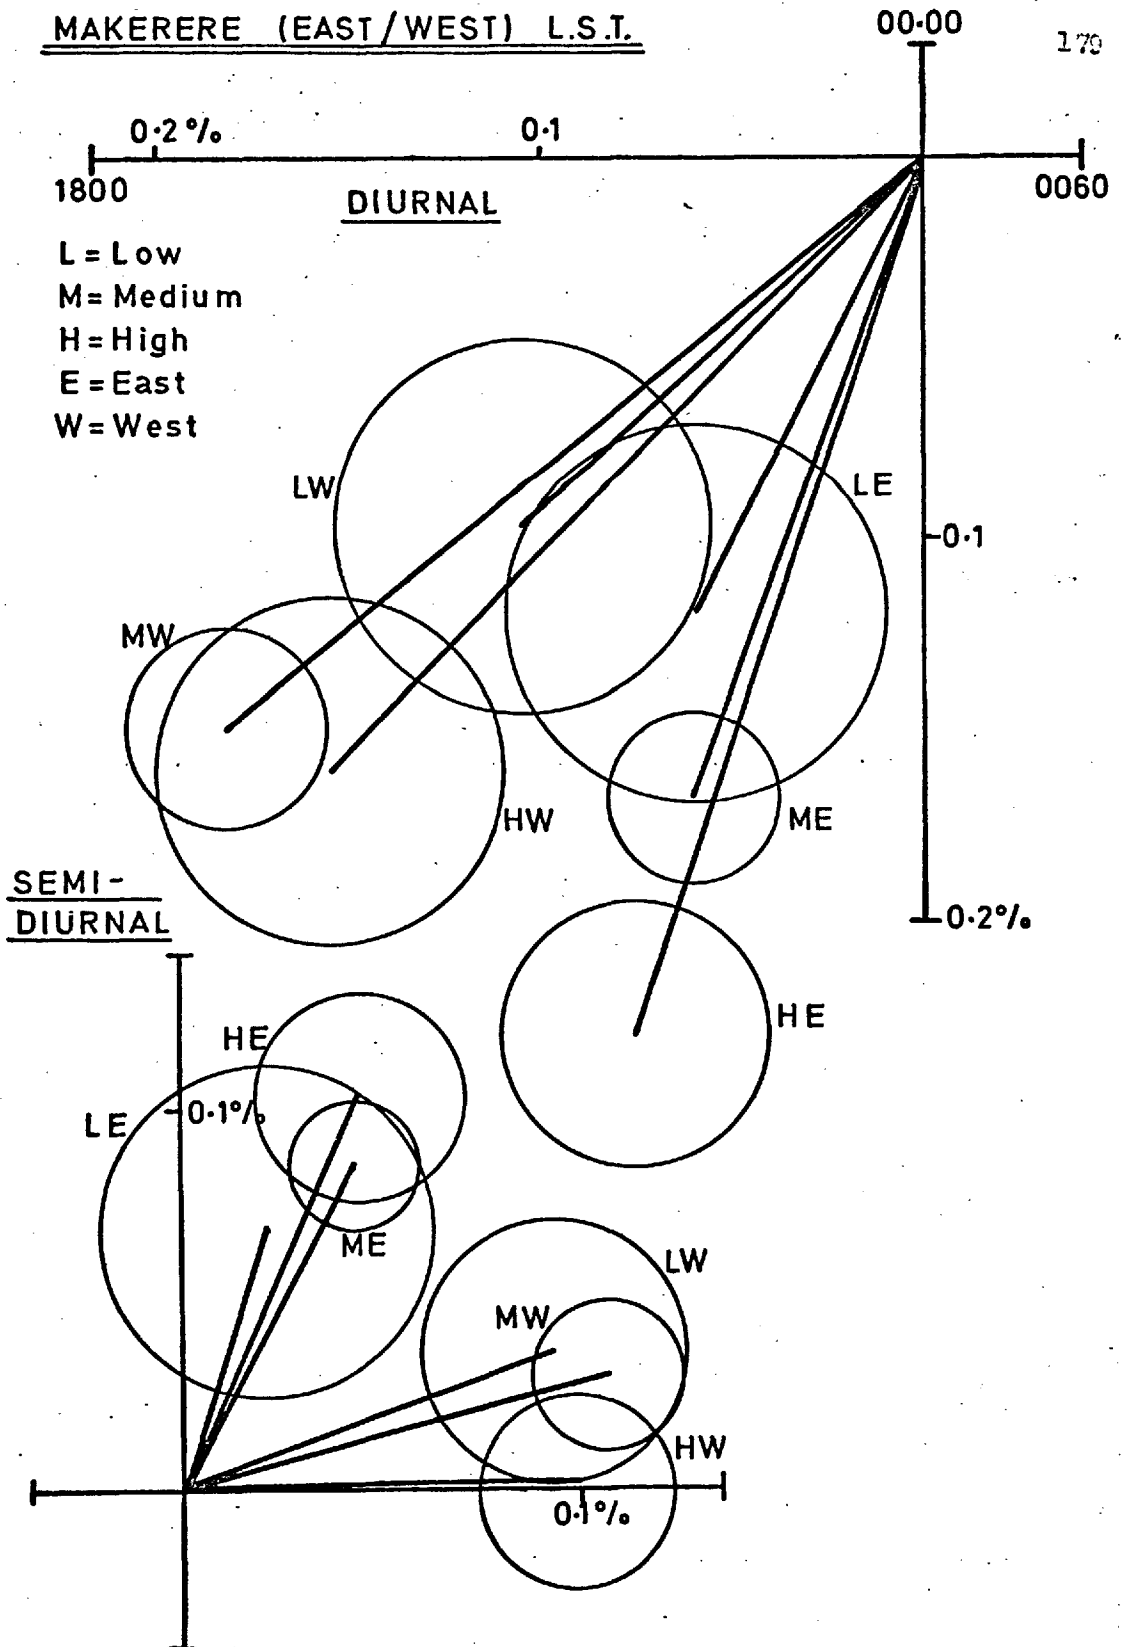 MAKERERE (EAST/WEST) L.S.T.
00·00
179
0·2%
0·1
1800
0060
DIURNAL
L = Low
M = Medium
H = High
E = East
W = West
LW
LE
0·1
MW
HW
ME
SEMI-
DIURNAL
0·2%
HE
HE
LE
0·1%
ME
LW
MW
HW
0·1%